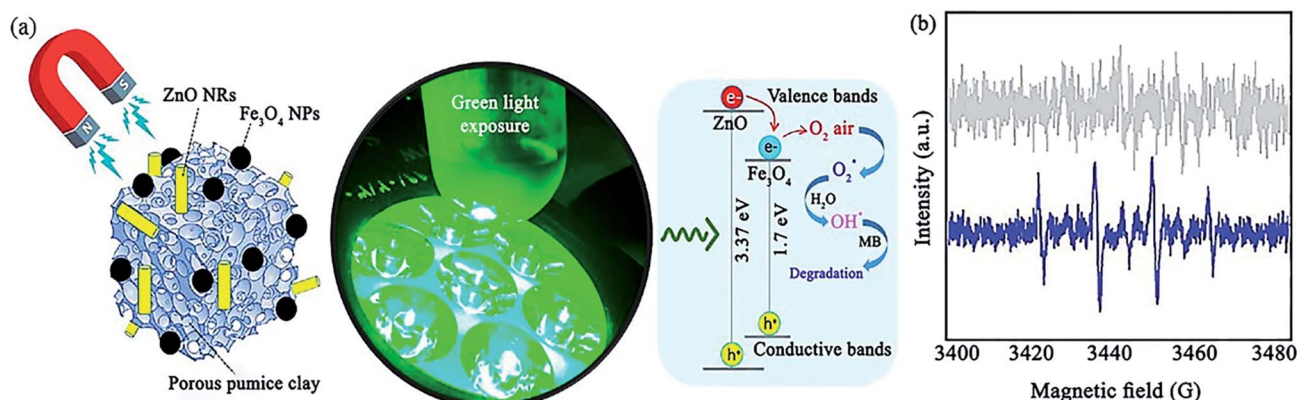 (a)
S
N
ZnO NRs
Fe₃O₄ NPs
Porous pumice clay
Green light
exposure
e-
Valence bands
ZnO
e-
O₂ air
Fe₃O₄
O₂•
H₂O
OH•
MB
Degradation
3.37 eV
1.7 eV
h⁺
h⁺
Conductive bands
(b)
Intensity (a.u.)
3400 3420 3440 3460 3480
Magnetic field (G)